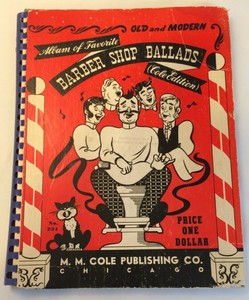 OLD and MODERN
Album of Favorite
BARBER SHOP BALLADS
(Cole Edition)
PRICE
ONE
DOLLAR
M. M. COLE PUBLISHING CO.
CHICAGO